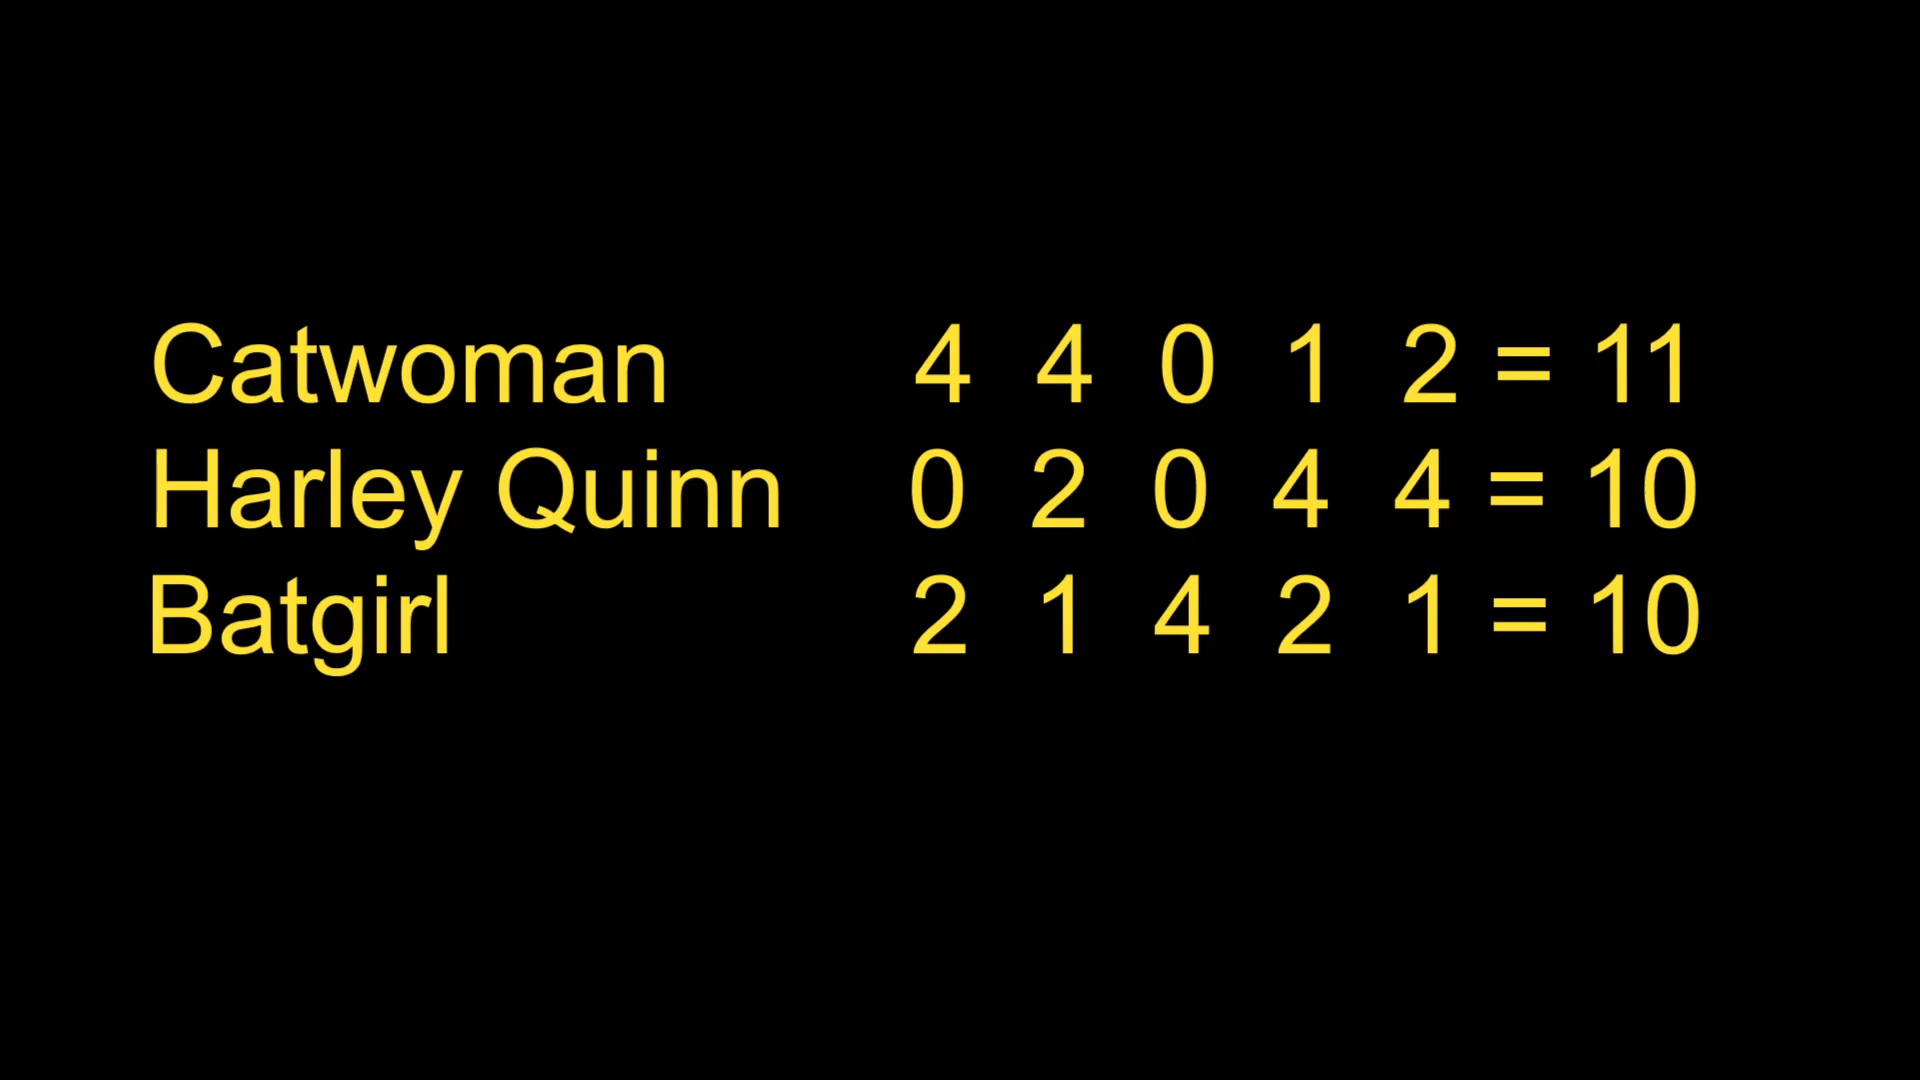 Catwoman 4 4 0 1 2 = 11
Harley Quinn 0 2 0 4 4 = 10
Batgirl 2 1 4 2 1 = 10